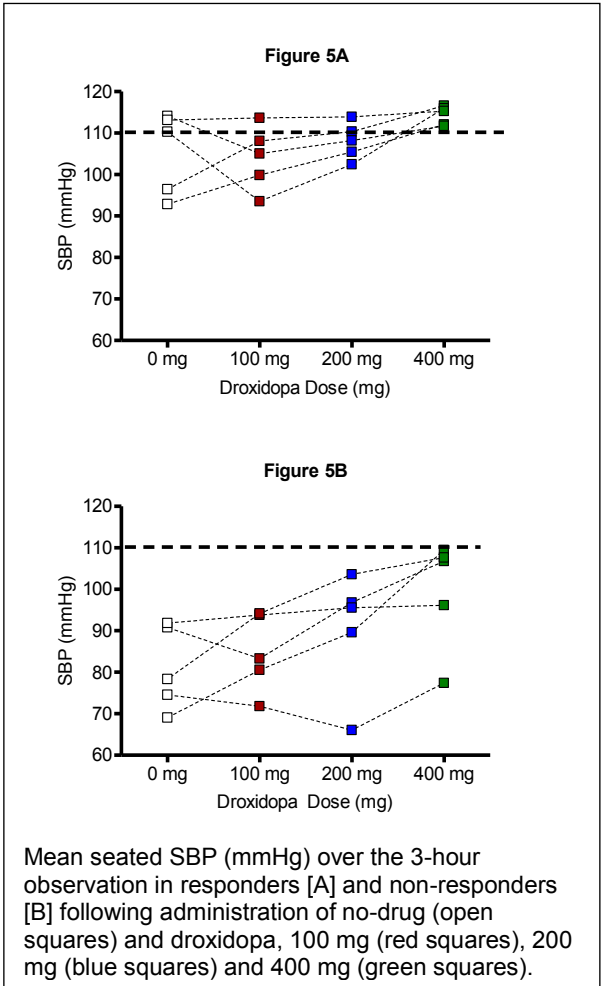 Figure 5A
120
110
100
90
80
70
60
SBP (mmHg)
0 mg 100 mg 200 mg 400 mg
Droxidopa Dose (mg)
Figure 5B
120
110
100
90
80
70
60
SBP (mmHg)
0 mg 100 mg 200 mg 400 mg
Droxidopa Dose (mg)
Mean seated SBP (mmHg) over the 3-hour
observation in responders [A] and non-responders
[B] following administration of no-drug (open
squares) and droxidopa, 100 mg (red squares), 200
mg (blue squares) and 400 mg (green squares).